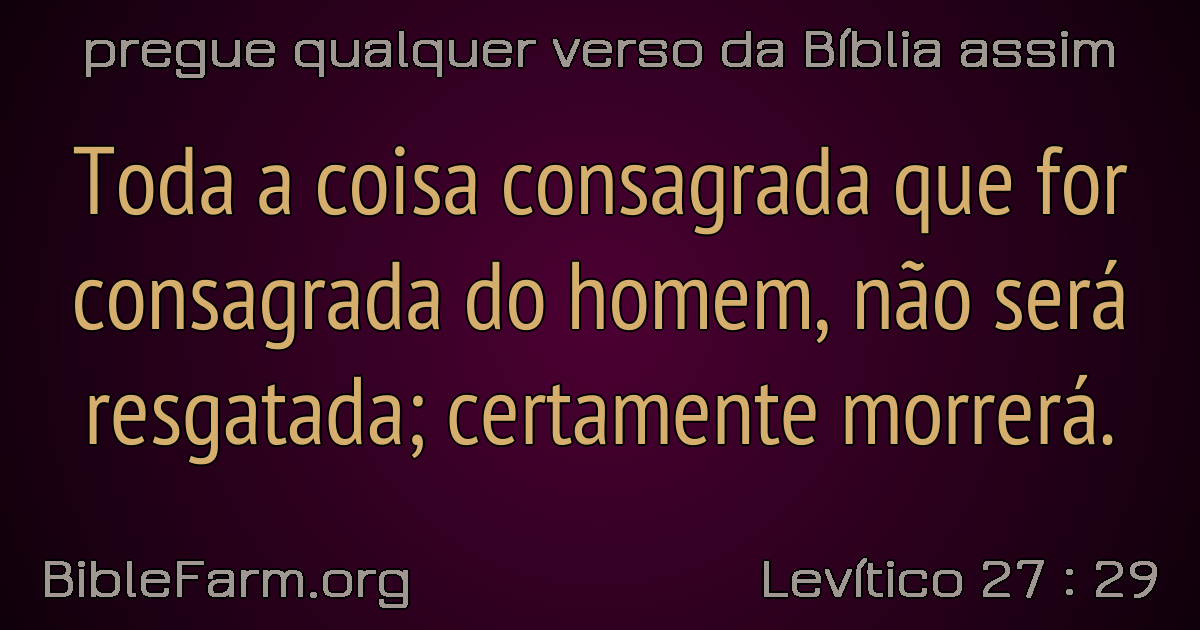 pregue qualquer verso da Bíblia assim
Toda a coisa consagrada que for
consagrada do homem, não será
resgatada; certamente morrerá.
BibleFarm.org
Levítico 27 : 29